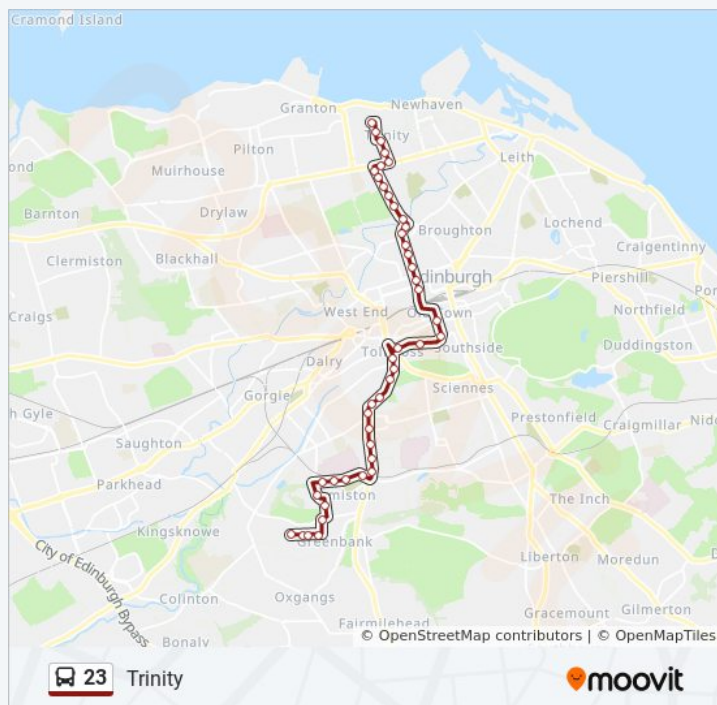 Cramond Island
Granton
Newhaven
Trinity
Pilton
Leith
Muirhouse
Barnton
Drylaw
Broughton
Lochend
Craigentinny
Clermiston
Blackhall
Edinburgh
Piershill
Craigs
West End
Old Town
Northfield
Dalry
Tollcross
Southside
Duddingston
Gorgie
Sciennes
Prestonfield
Craigmillar
Saughton
Parkhead
The Inch
Kingsknowe
Greenbank
Liberton
Moredun
City of Edinburgh Bypass
Colinton
Oxgangs
Gracemount
Gilmerton
Fairmilehead
Bonaly
© OpenStreetMap contributors | © OpenMapTiles
23 Trinity
moovit